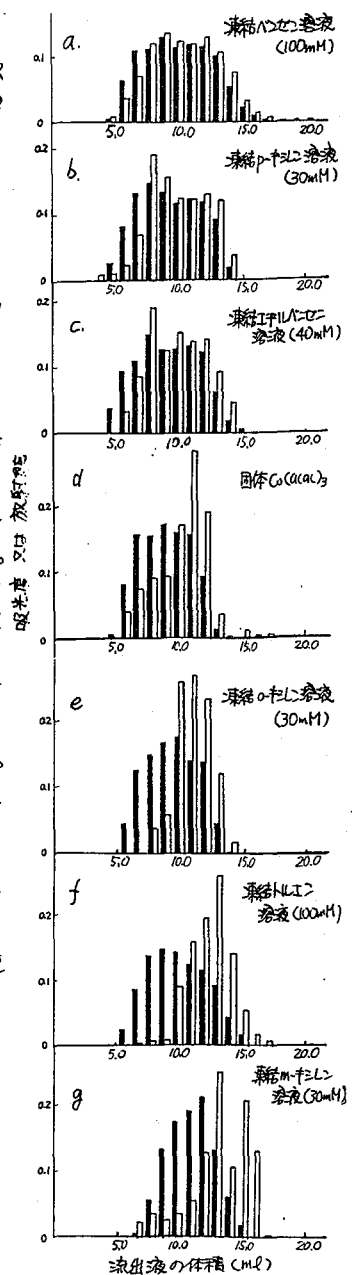 a.
凍結ベンゼン溶液
(100mM)
0.1
0
5.0 10.0 15.0 20.0
b.
凍結p-キシレン溶液
(30mM)
0.2
0.1
0
5.0 10.0 15.0 20.0
c.
凍結エチルベンゼン
溶液(40mM)
0.2
0.1
0
5.0 10.0 15.0 20.0
吸光度 又は 放射能
d
固体Co(acac)3
0.2
0.1
0
5.0 10.0 15.0 20.0
e
凍結o-キシレン溶液
(30mM)
0.2
0.1
0
5.0 10.0 15.0 20.0
f
凍結トルエン
溶液(100mM)
0.2
0.1
0
5.0 10.0 15.0 20.0
g
凍結m-キシレン
溶液(30mM)
0.2
0.1
0
5.0 10.0 15.0 20.0
流出液の体積(ml)